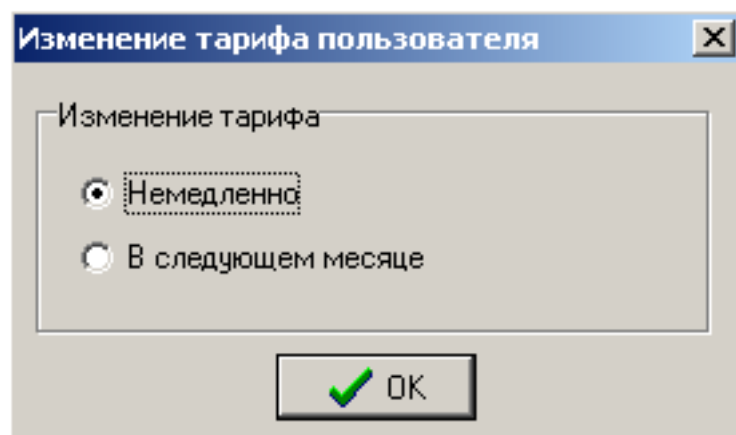 Изменение тарифа пользователя
Изменение тарифа
Немедленно
В следующем месяце
OK